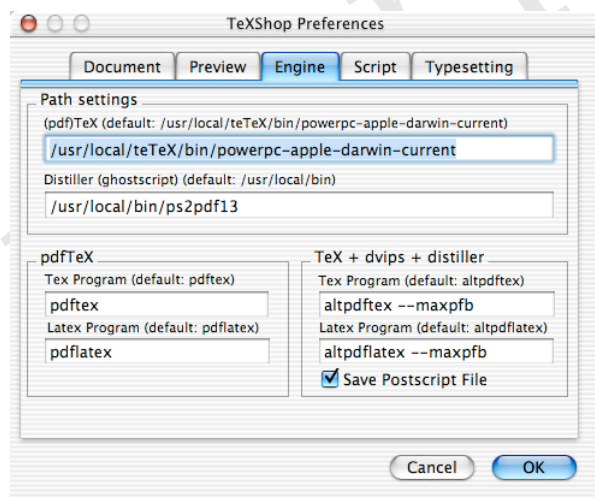 TeXShop Preferences
Document Preview Engine Script Typesetting
Path settings
(pdf)TeX (default: /usr/local/teTeX/bin/powerpc-apple-darwin-current)
/usr/local/teTeX/bin/powerpc-apple-darwin-current
Distiller (ghostscript) (default: /usr/local/bin)
/usr/local/bin/ps2pdf13
pdfTeX
Tex Program (default: pdftex)
pdftex
Latex Program (default: pdflatex)
pdflatex
TeX + dvips + distiller
Tex Program (default: altpdftex)
altpdftex --maxpfb
Latex Program (default: altpdflatex)
altpdflatex --maxpfb
Save Postscript File
Cancel OK